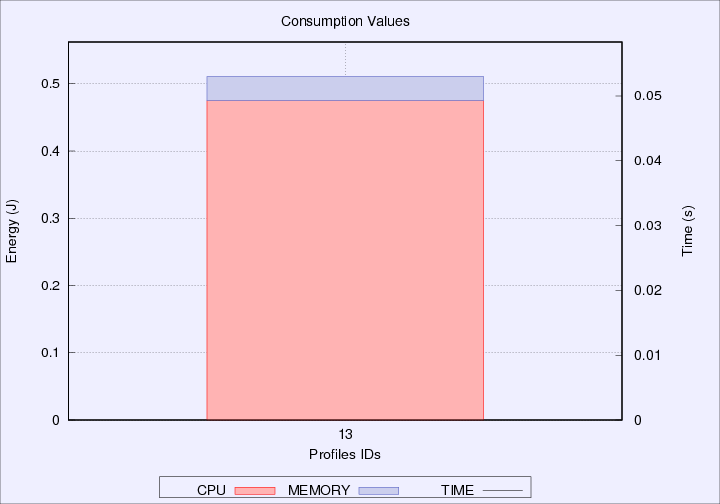 Consumption Values
Energy (J)
0.5
0.4
0.3
0.2
0.1
0
0.05
0.04
0.03
0.02
0.01
0
Time (s)
13
Profiles IDs
CPU MEMORY TIME